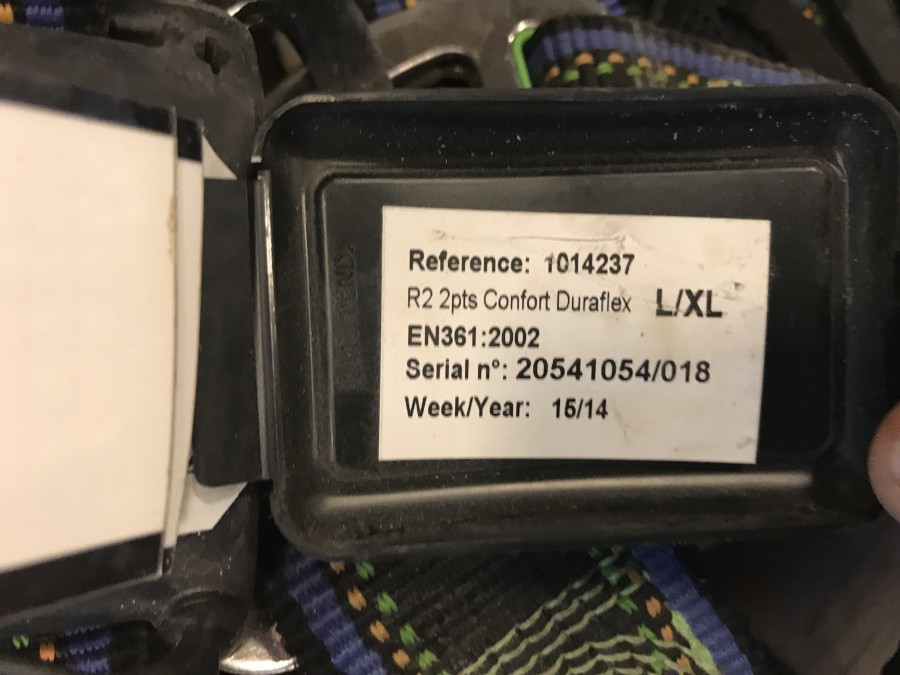 Reference: 1014237
R2 2pts Confort Duraflex L/XL
EN361:2002
Serial n°: 20541054/018
Week/Year: 15/14